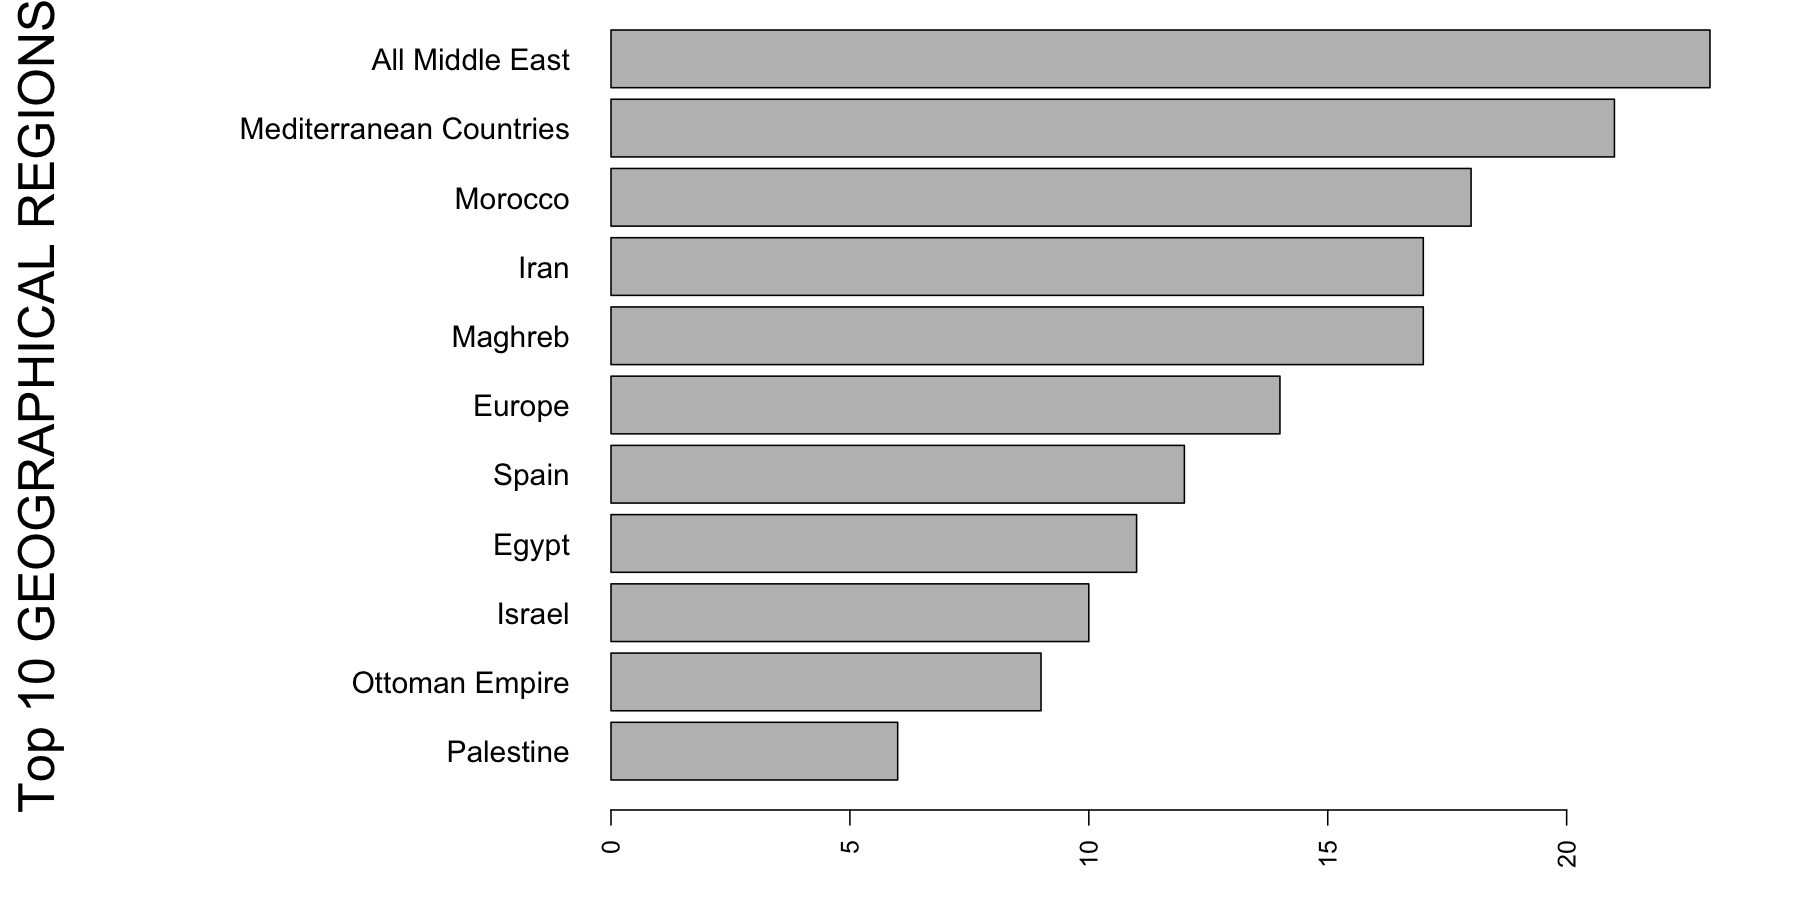 Top 10 GEOGRAPHICAL REGIONS
All Middle East
Mediterranean Countries
Morocco
Iran
Maghreb
Europe
Spain
Egypt
Israel
Ottoman Empire
Palestine
0 5 10 15 20